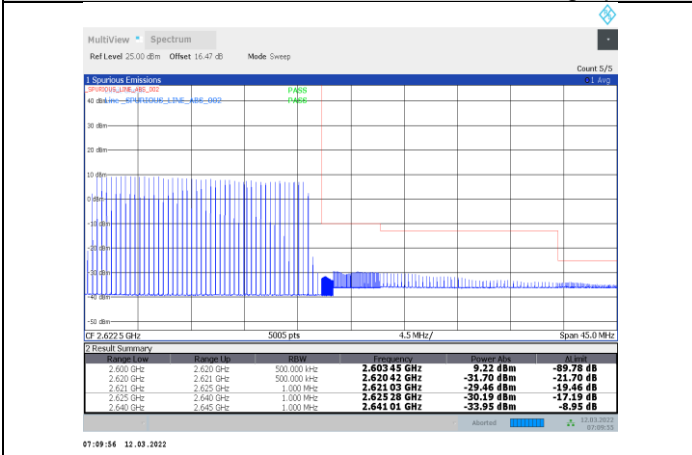 MultiView Spectrum
Ref Level 25.00 dBm Offset 16.47 dB Mode Sweep
Count 5/5
1 Spurious Emissions 1 Avg
_SPURIOUS_LINE_ABS_002 PASS
40 dBm Line _SPURIOUS_LINE_ABS_002 PASS
30 dBm
20 dBm
10 dBm
0 dBm
-10 dBm
-20 dBm
-30 dBm
-40 dBm
-50 dBm
CF 2.6225 GHz 5005 pts 4.5 MHz/ Span 45.0 MHz
2 Result Summary
Range Low Range Up RBW Frequency Power Abs ΔLimit
2.600 GHz 2.620 GHz 500.000 kHz 2.60345 GHz 9.22 dBm -89.78 dB
2.620 GHz 2.621 GHz 500.000 kHz 2.62042 GHz -31.70 dBm -21.70 dB
2.621 GHz 2.625 GHz 1.000 MHz 2.62103 GHz -29.46 dBm -19.46 dB
2.625 GHz 2.640 GHz 1.000 MHz 2.62528 GHz -30.19 dBm -17.19 dB
2.640 GHz 2.645 GHz 1.000 MHz 2.64101 GHz -33.95 dBm -8.95 dB
Aborted 12.03.2022
07:09:55
07:09:56 12.03.2022